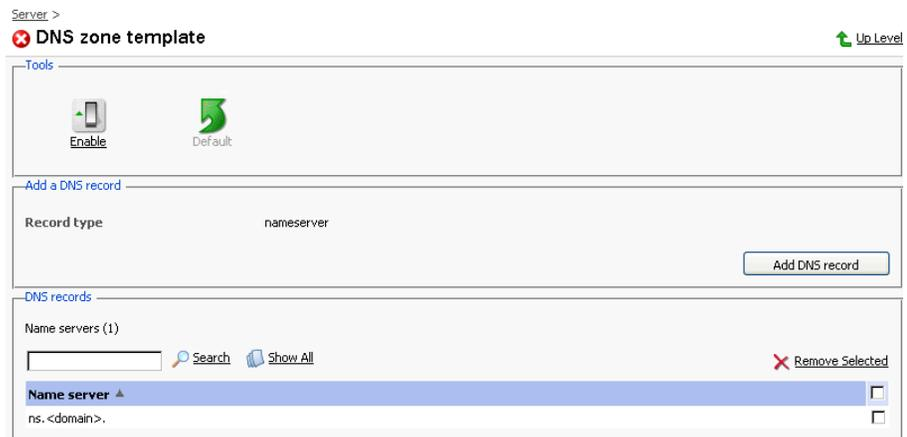 Server >
DNS zone template
Up Level
Tools
Enable
Default
Add a DNS record
Record type nameserver
Add DNS record
DNS records
Name servers (1)
Search Show All Remove Selected
Name server
ns.<domain>.